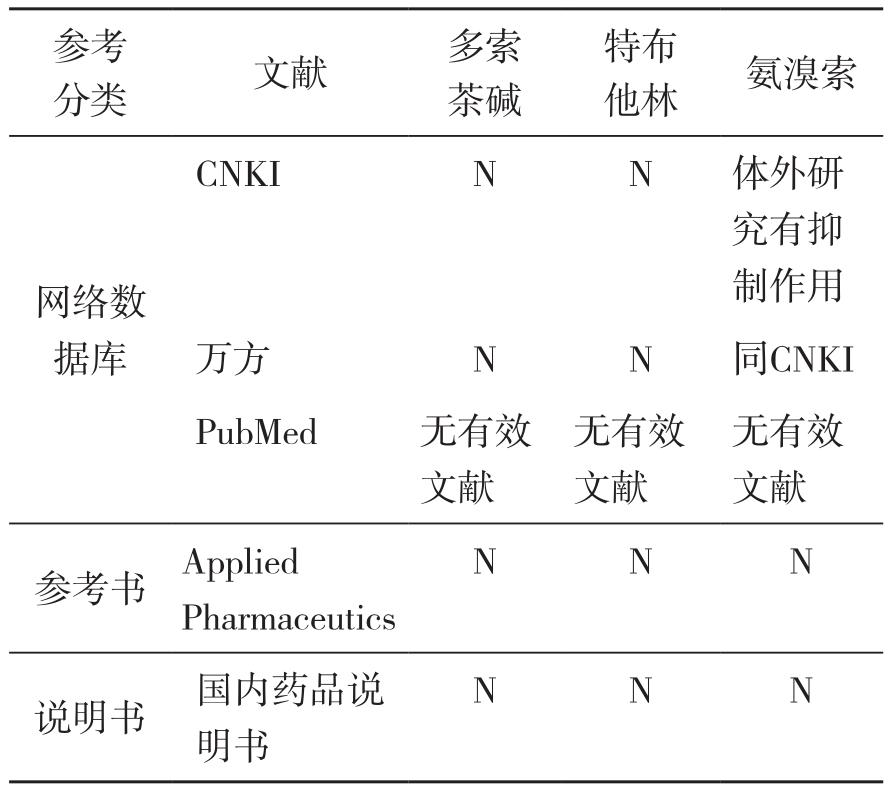 参考
分类
文献
多索
茶碱
特布
他林
氨溴索
网络数
据库
CNKI
N
N
体外研
究有抑
制作用
万方
N
N
同CNKI
PubMed
无有效
文献
无有效
文献
无有效
文献
参考书
Applied
Pharmaceutics
N
N
N
说明书
国内药品说
明书
N
N
N